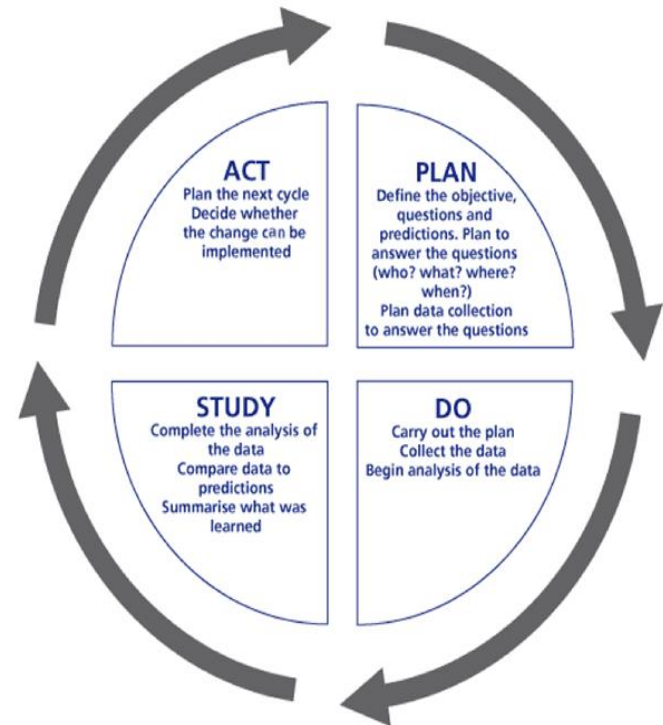 ACT
Plan the next cycle
Decide whether
the change can be
implemented
PLAN
Define the objective,
questions and
predictions. Plan to
answer the questions
(who? what? where?
when?)
Plan data collection
to answer the questions
STUDY
Complete the analysis of
the data
Compare data to
predictions
Summarise what was
learned
DO
Carry out the plan
Collect the data
Begin analysis of the data